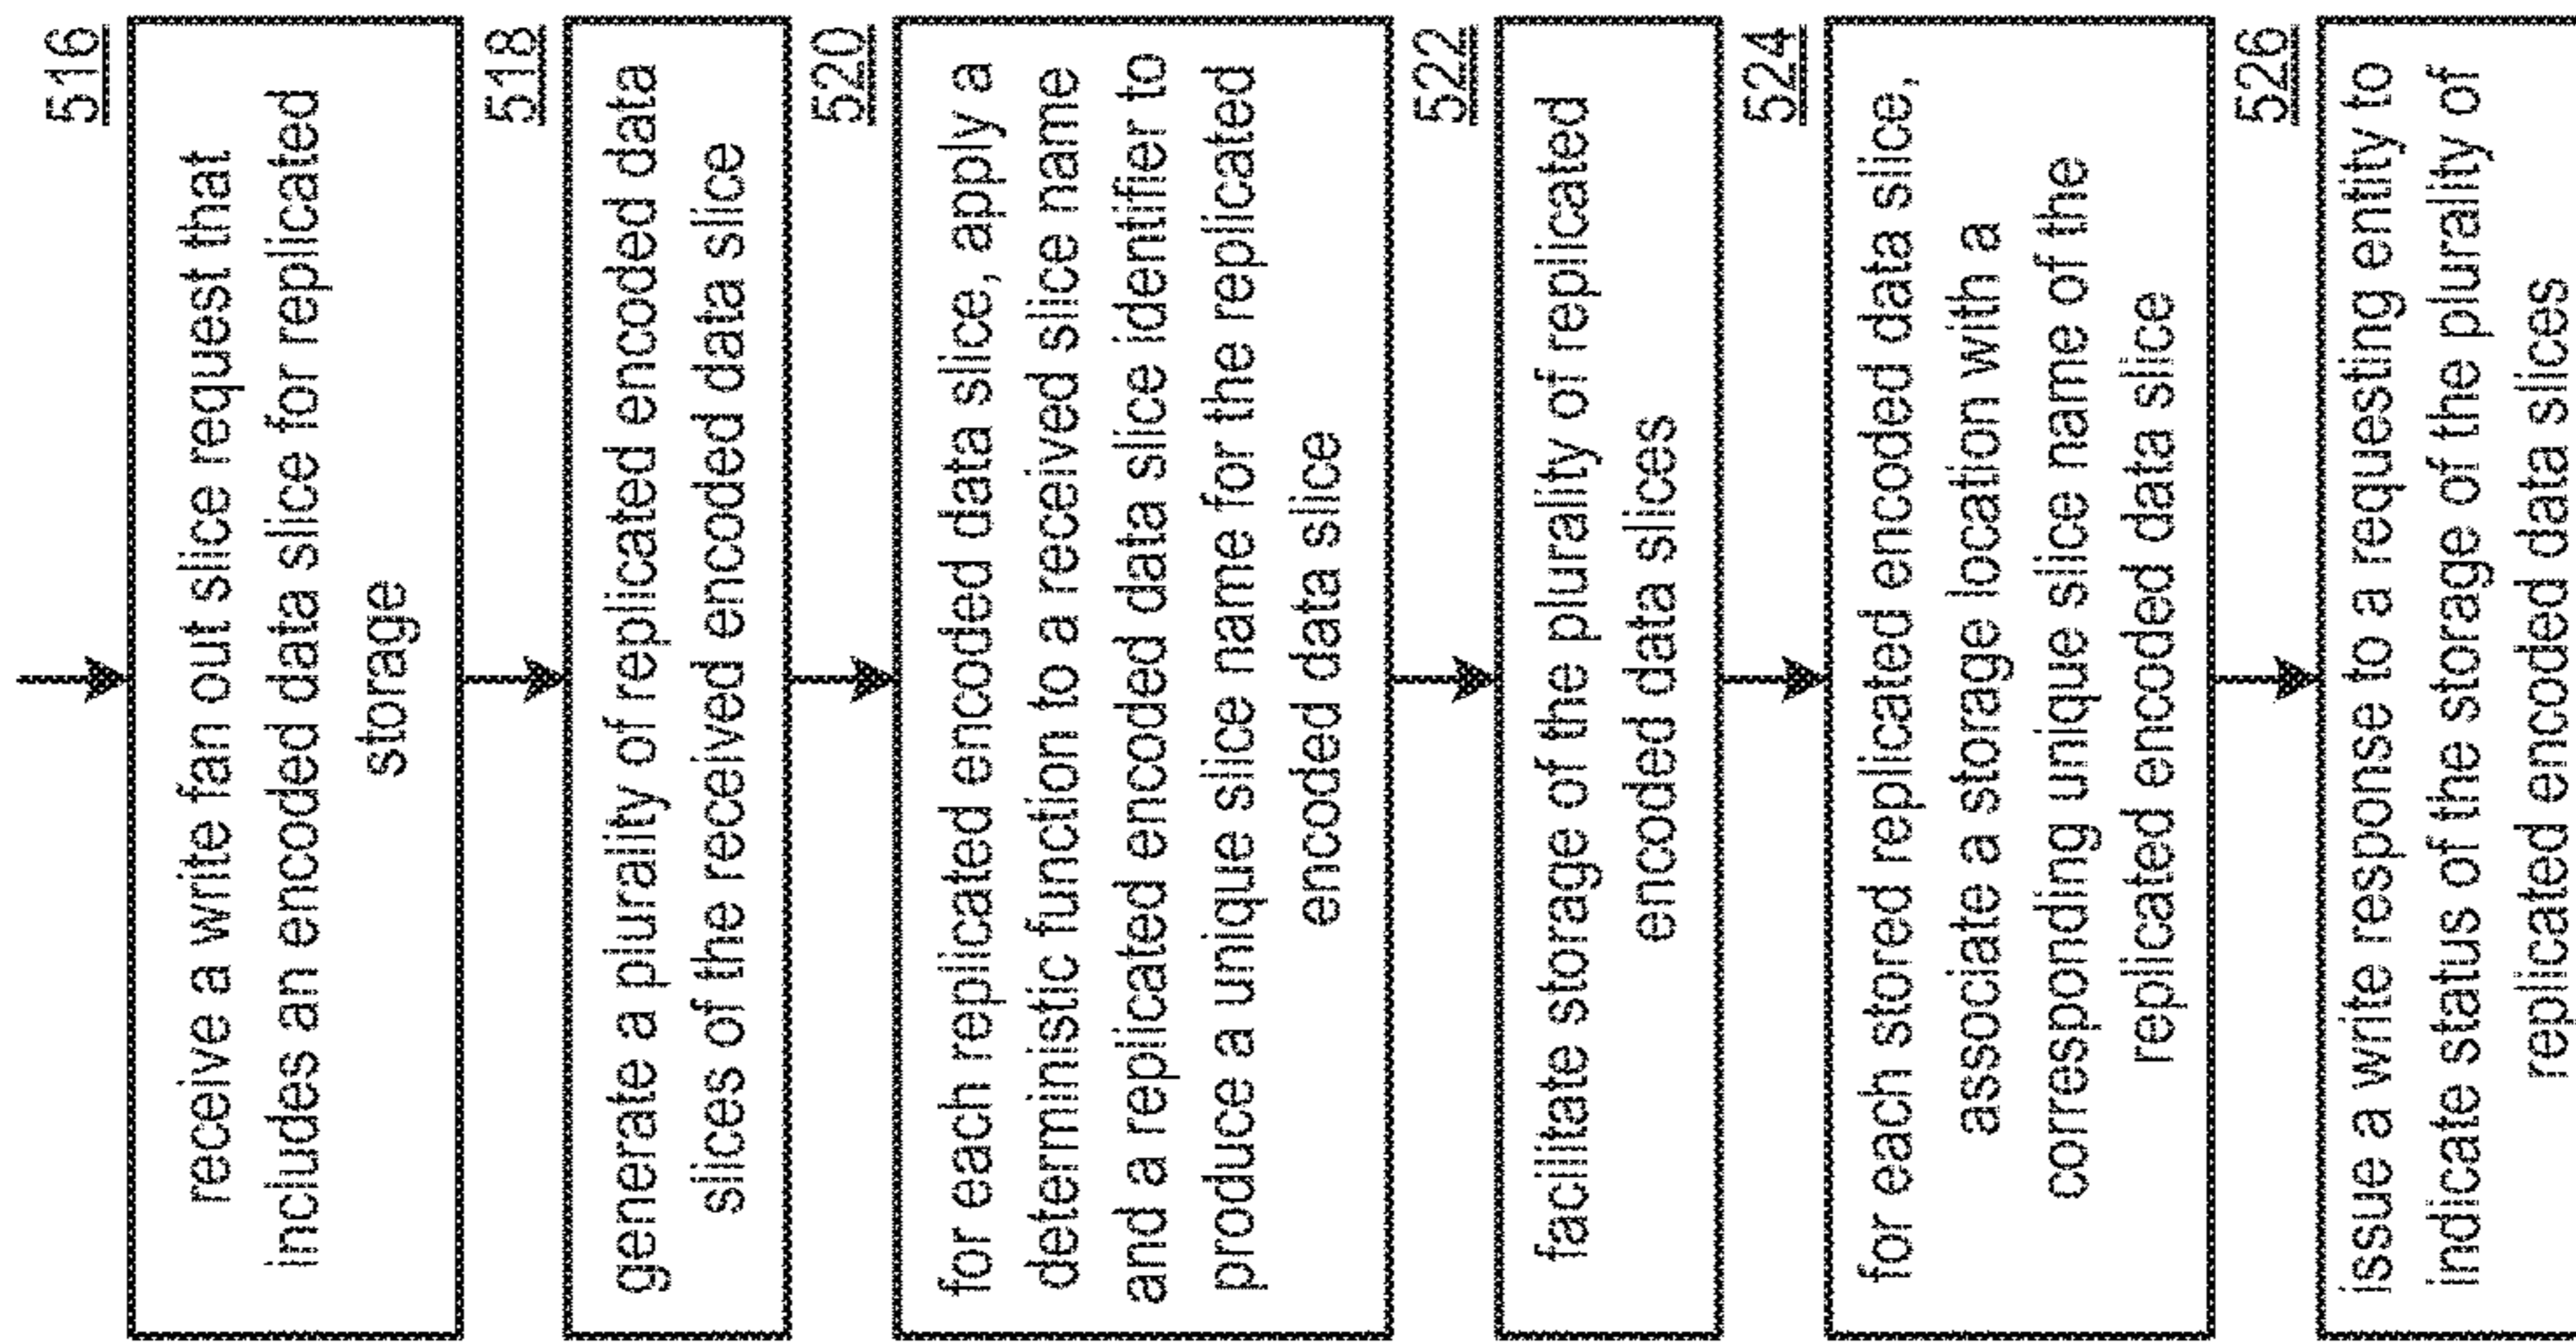 516
receive a write fan out slice request that
includes an encoded data slice for replicated
storage
518
generate a plurality of replicated encoded data
slices of the received encoded data slice
520
for each replicated encoded data slice, apply a
deterministic function to a received slice name
and a replicated encoded data slice identifier to
produce a unique slice name for the replicated
encoded data slice
522
facilitate storage of the plurality of replicated
encoded data slices
524
for each stored replicated encoded data slice,
associate a storage location with a
corresponding unique slice name of the
replicated encoded data slice
526
issue a write response to a requesting entity to
indicate status of the storage of the plurality of
replicated encoded data slices